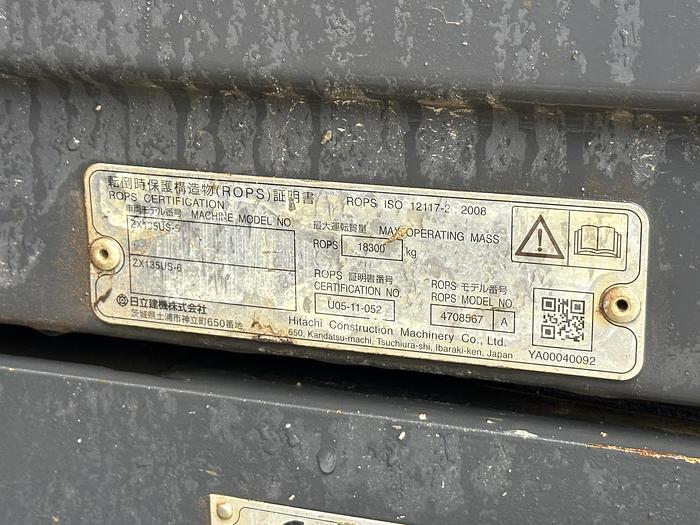 転倒時保護構造物(ROPS)証明書
ROPS CERTIFICATION
ROPS ISO 12117-2 : 2008
車両モデル番号 MACHINE MODEL NO.
ZX135US-5
ZX135US-6
最大運転質量 MAX. OPERATING MASS
ROPS 18300 kg
ROPS 証明書番号
CERTIFICATION NO.
U05-11-052
ROPS モデル番号
ROPS MODEL NO.
4708567 A
日立建機株式会社
茨城県土浦市神立町650番地
Hitachi Construction Machinery Co., Ltd.
650, Kandatsu-machi, Tsuchiura-shi, Ibaraki-ken, Japan
YA00040092